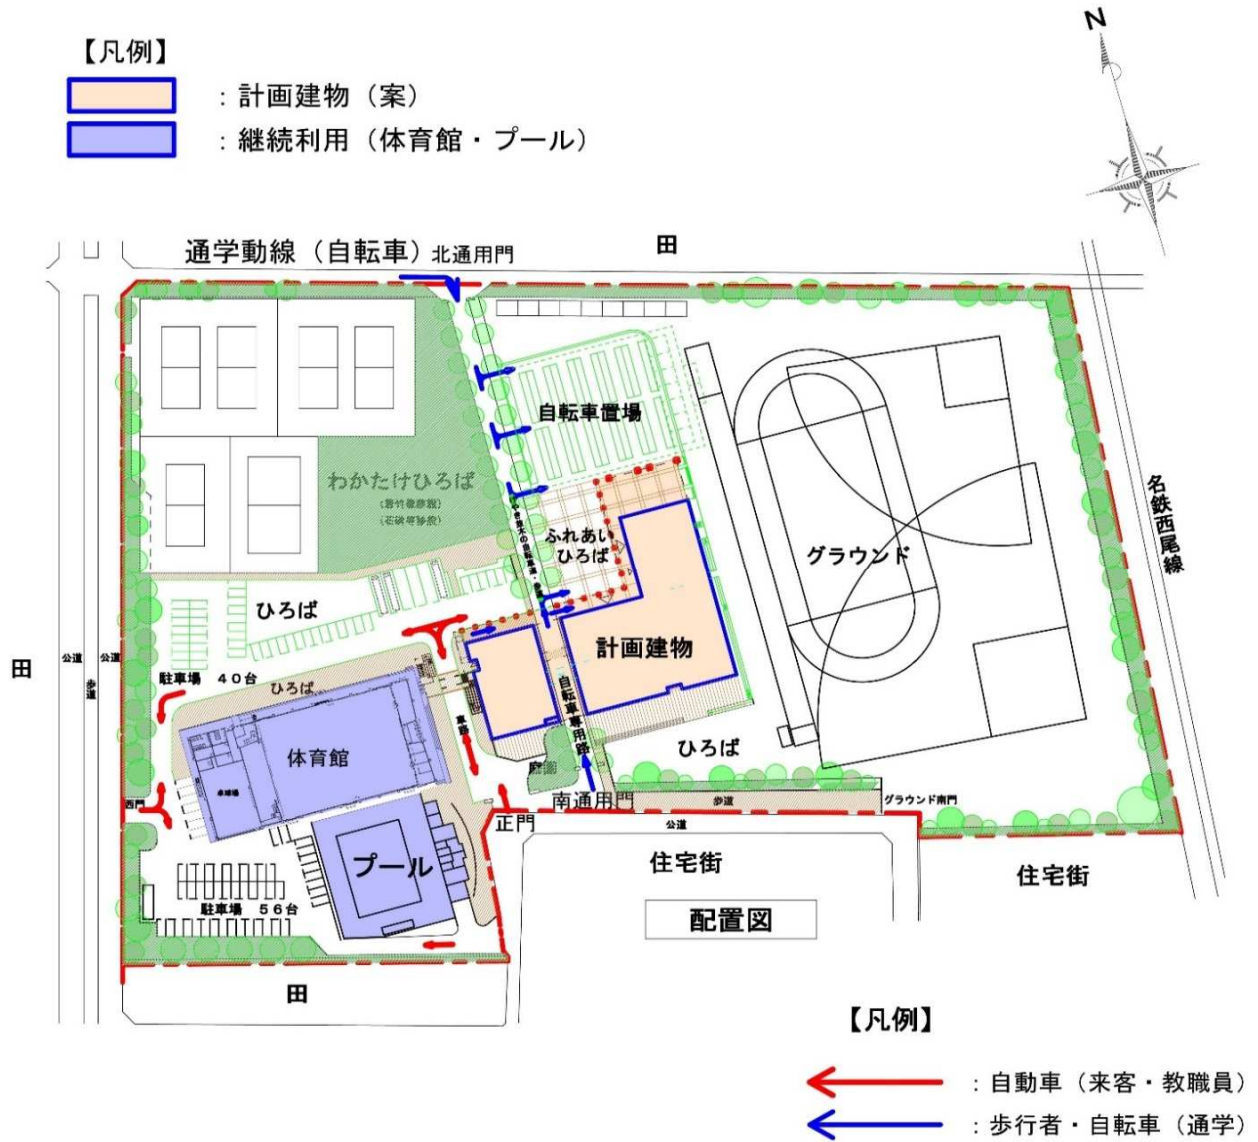 N
【凡例】
：計画建物（案）
：継続利用（体育館・プール）
通学動線（自転車）
北通用門
田
自転車置場
わかたけひろば
ふれあい
ひろば
グラウンド
名鉄西尾線
ひろば
計画建物
田
公道
公道
歩道
駐車場　４０台
ひろば
車路
自転車専用路
体育館
卓球場
ひろば
西門
南通用門
歩道
グラウンド南門
正門
公道
プール
住宅街
住宅街
駐車場　５６台
配置図
田
【凡例】
：自動車（来客・教職員）
：歩行者・自転車（通学）